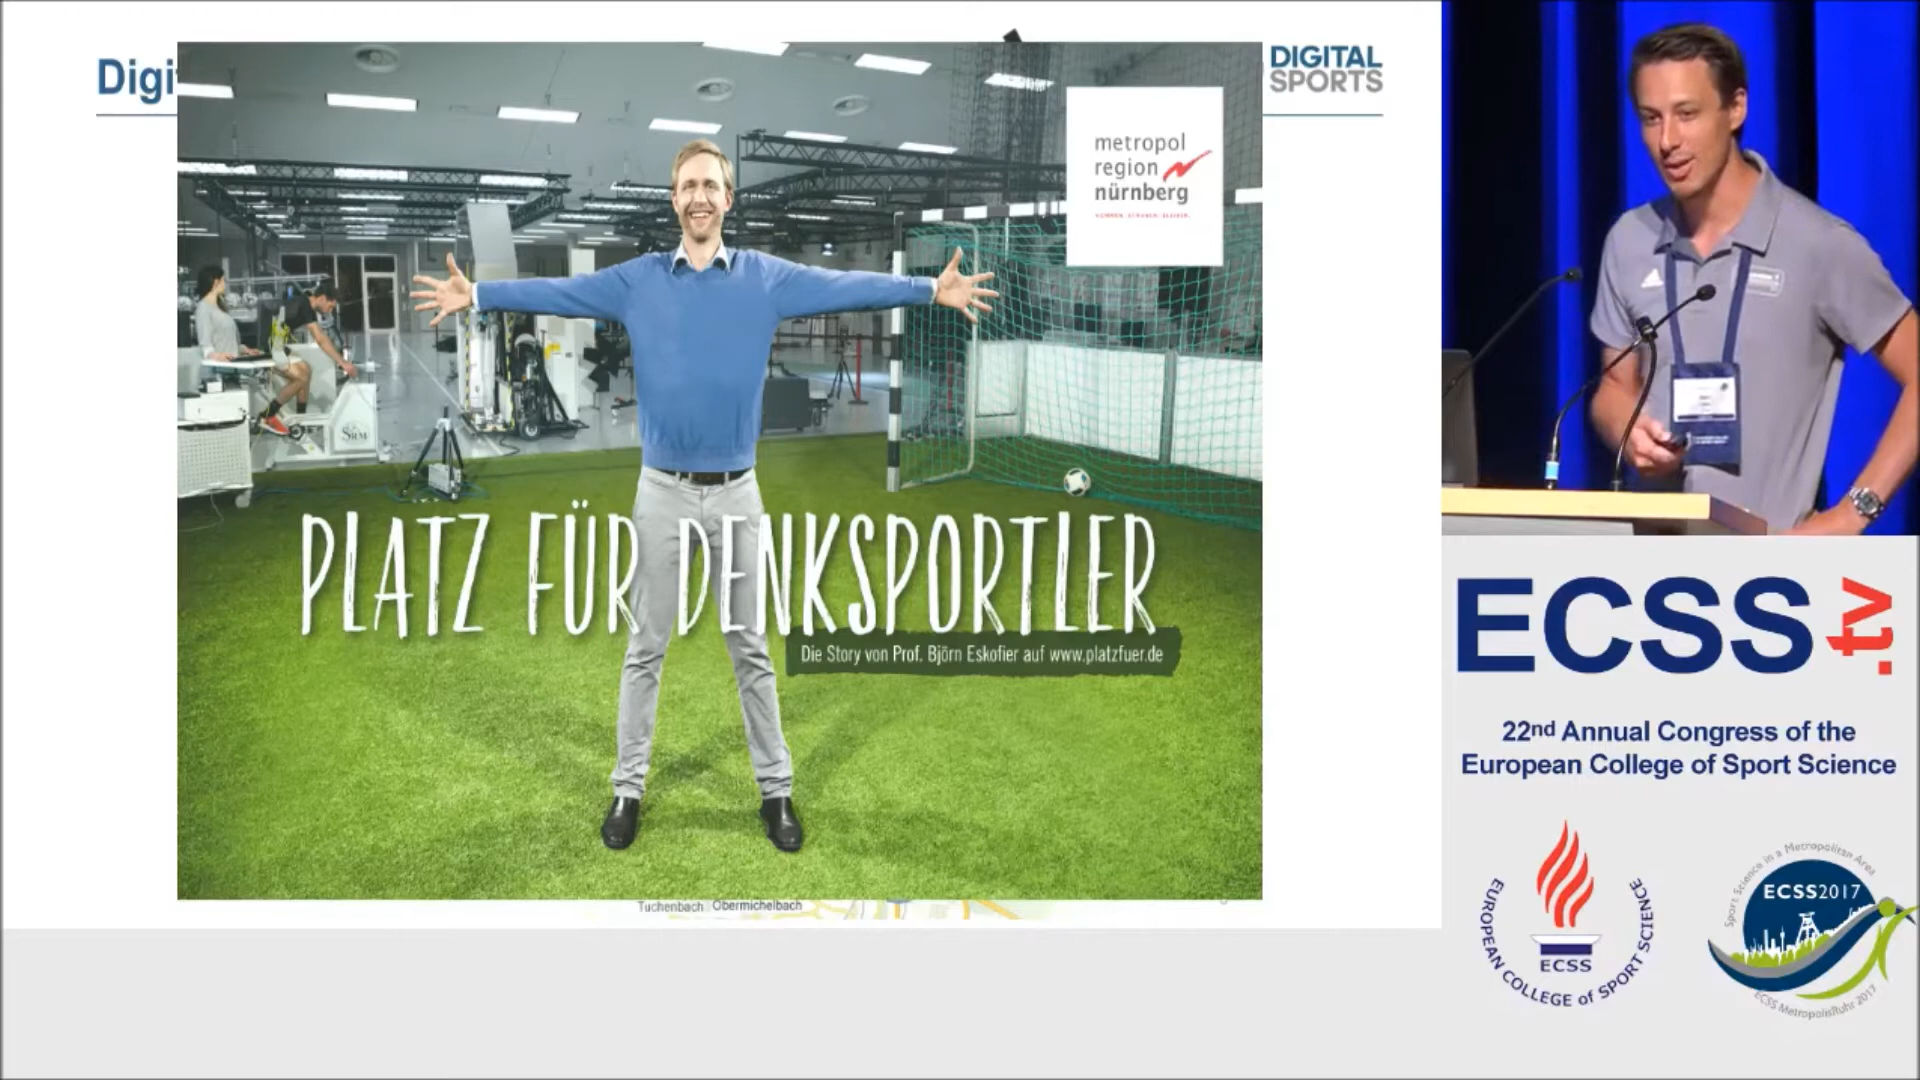 Digi
DIGITAL
SPORTS
metropol
region
nürnberg
SRM
PLATZ FÜR DENKSPORTLER
Die Story von Prof. Björn Eskofier auf www.platzfuer.de
Tuchenbach Obermichelbach
ECSS.tv
22nd Annual Congress of the
European College of Sport Science
EUROPEAN COLLEGE of SPORT SCIENCE
ECSS
Sport Science in a Metropolitan Area
ECSS2017
ECSS MetropolisRuhr 2017